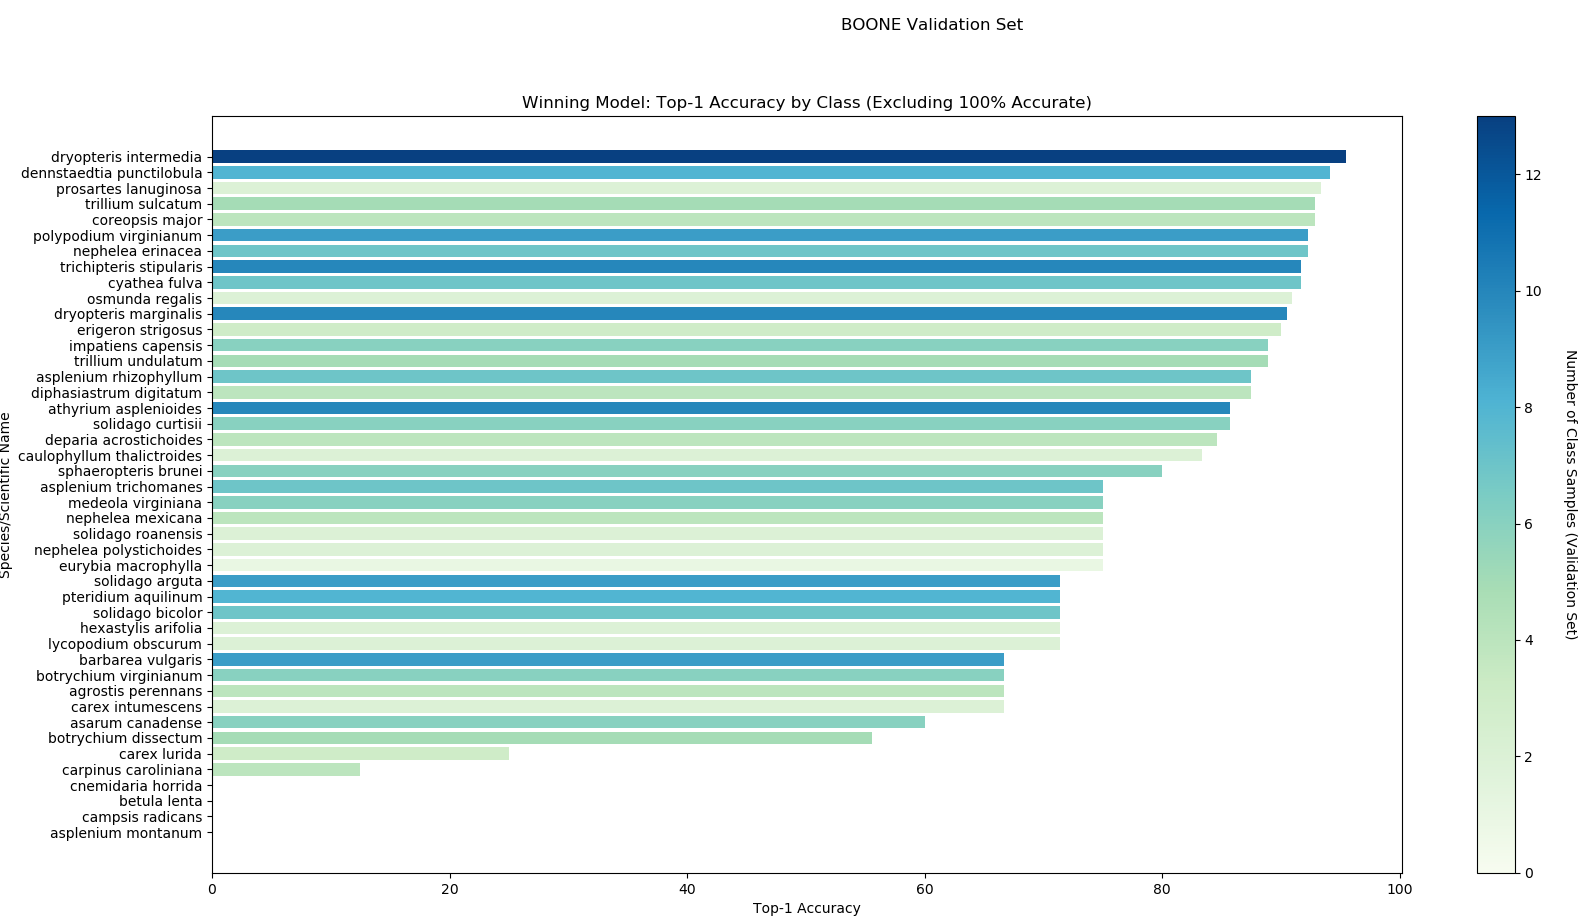 BOONE Validation Set
Winning Model: Top-1 Accuracy by Class (Excluding 100% Accurate)
dryopteris intermedia
dennstaedtia punctilobula
prosartes lanuginosa
trillium sulcatum
coreopsis major
polypodium virginianum
nephelea erinacea
trichipteris stipularis
cyathea fulva
osmunda regalis
dryopteris marginalis
erigeron strigosus
impatiens capensis
trillium undulatum
asplenium rhizophyllum
diphasiastrum digitatum
athyrium asplenioides
solidago curtisii
deparia acrostichoides
caulophyllum thalictroides
sphaeropteris brunei
asplenium trichomanes
medeola virginiana
nephelea mexicana
solidago roanensis
nephelea polystichoides
eurybia macrophylla
solidago arguta
pteridium aquilinum
solidago bicolor
hexastylis arifolia
lycopodium obscurum
barbarea vulgaris
botrychium virginianum
agrostis perennans
carex intumescens
asarum canadense
botrychium dissectum
carex lurida
carpinus caroliniana
cnemidaria horrida
betula lenta
campsis radicans
asplenium montanum
Species/Scientific Name
0 20 40 60 80 100
Top-1 Accuracy
12
10
8
6
4
2
0
Number of Class Samples (Validation Set)